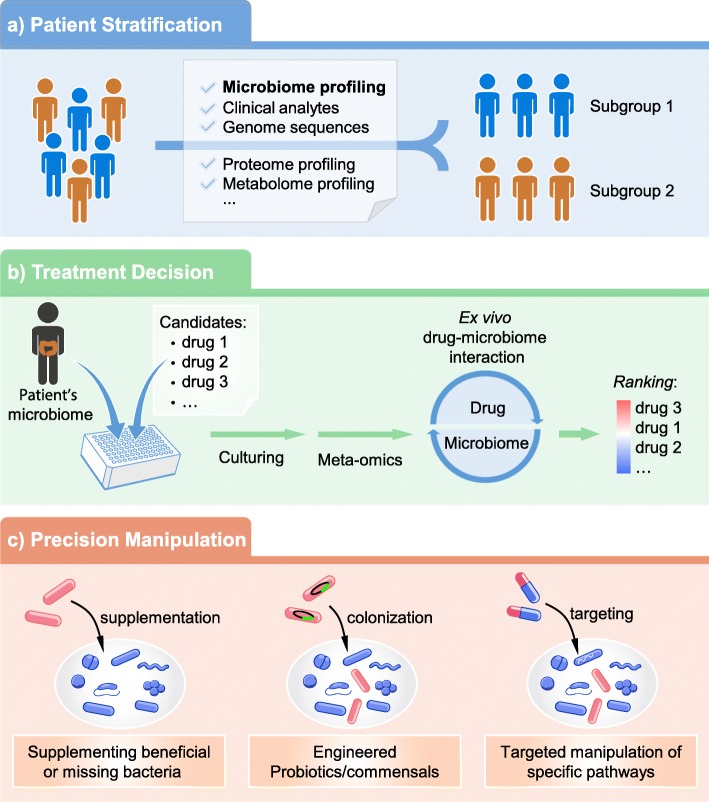 a) Patient Stratification
Microbiome profiling
Clinical analytes
Genome sequences
Proteome profiling
Metabolome profiling
...
Subgroup 1
Subgroup 2
b) Treatment Decision
Patient's
microbiome
Candidates:
• drug 1
• drug 2
• drug 3
• ...
Culturing
Meta-omics
Ex vivo
drug-microbiome
interaction
Drug
Microbiome
Ranking:
drug 3
drug 1
drug 2
...
c) Precision Manipulation
supplementation
Supplementing beneficial
or missing bacteria
colonization
Engineered
Probiotics/commensals
targeting
Targeted manipulation of
specific pathways